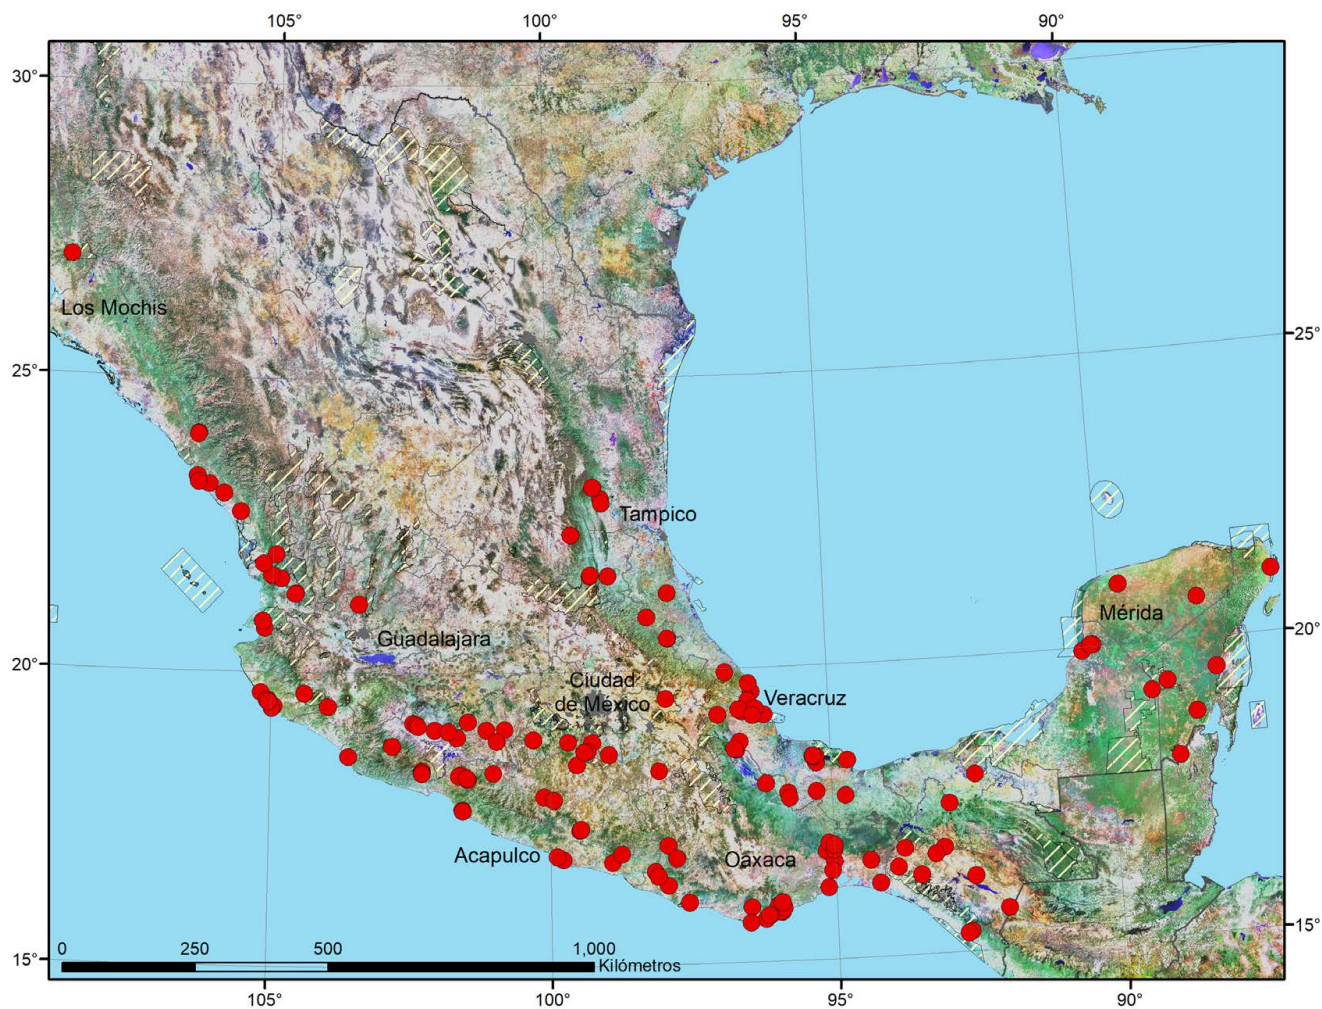 105° 100° 95° 90°
30°
Los Mochis
25° 25°
Tampico
Mérida
20° 20°
Guadalajara
Ciudad
de México
Veracruz
Acapulco
Oaxaca
15° 15°
0 250 500 1,000
Kilómetros
105° 100° 95° 90°